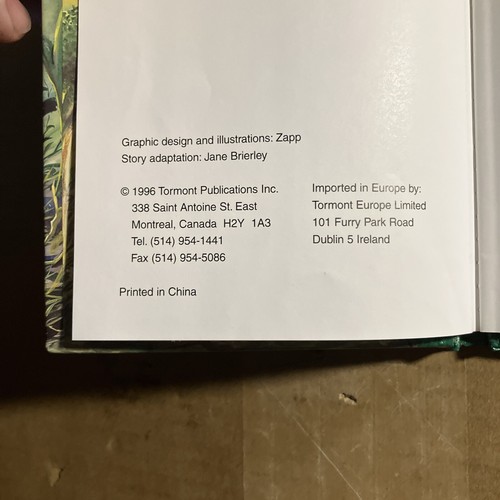 Graphic design and illustrations: Zapp
Story adaptation: Jane Brierley
© 1996 Tormont Publications Inc.
338 Saint Antoine St. East
Montreal, Canada H2Y 1A3
Tel. (514) 954-1441
Fax (514) 954-5086
Printed in China
Imported in Europe by:
Tormont Europe Limited
101 Furry Park Road
Dublin 5 Ireland